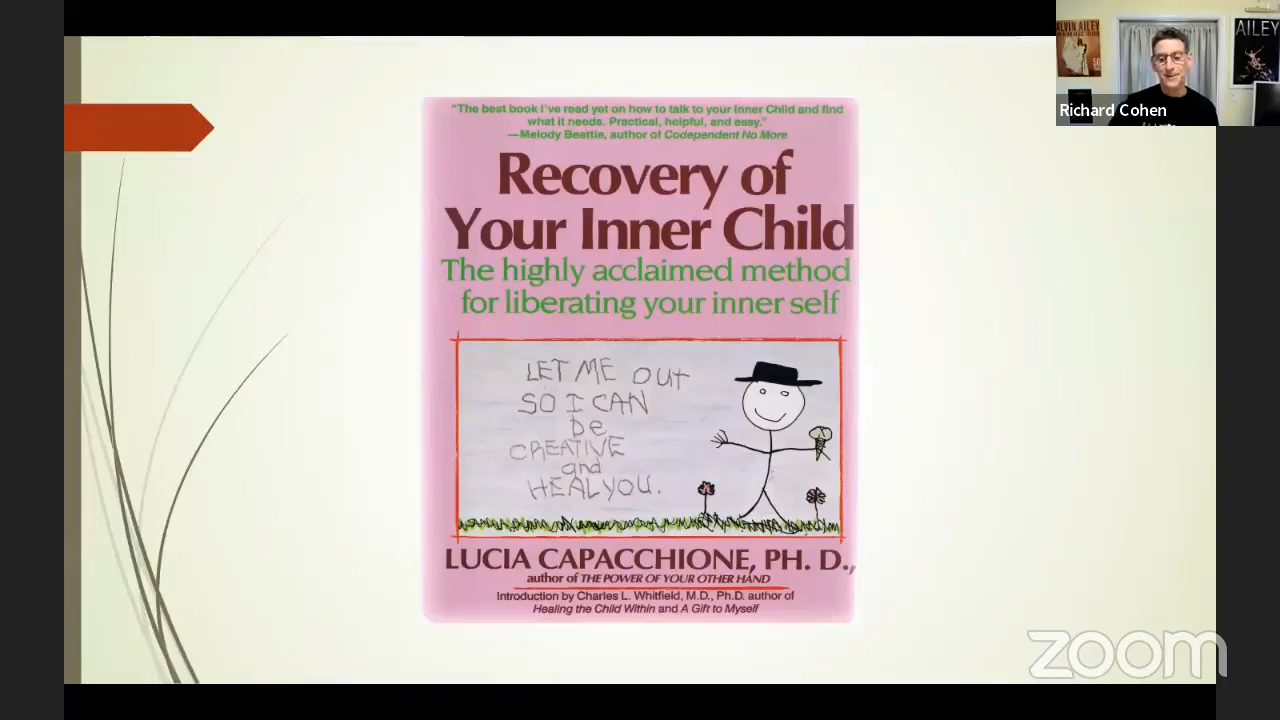 "The best book I've read yet on how to talk to your Inner Child and find
what it needs. Practical, helpful, and easy."
—Melody Beattie, author of Codependent No More
Recovery of
Your Inner Child
The highly acclaimed method
for liberating your inner self
LET ME OUT
SO I CAN
be
CREATIVE
and
HEAL YOU.
LUCIA CAPACCHIONE, PH. D.,
author of THE POWER OF YOUR OTHER HAND
Introduction by Charles L. Whitfield, M.D., Ph.D. author of
Healing the Child Within and A Gift to Myself
ALVIN AILEY
AILEY
Richard Cohen
zoom